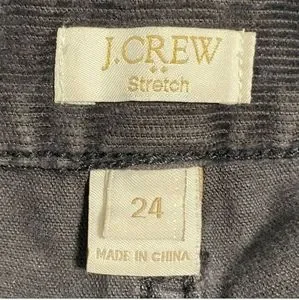 J.CREW
Stretch
24
MADE IN CHINA